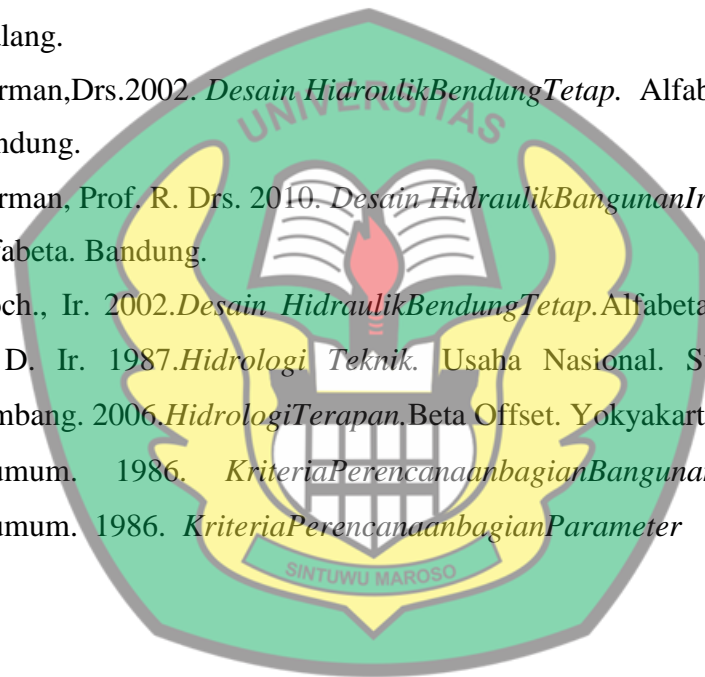 alang.
rman,Drs.2002. Desain HidroulikBendungTetap. Alfab
ndung.
rman, Prof. R. Drs. 2010. Desain HidraulikBangunanIr
fabeta. Bandung.
och., Ir. 2002.Desain HidraulikBendungTetap.Alfabeta
D. Ir. 1987.Hidrologi Teknik. Usaha Nasional. S
mbang. 2006.HidrologiTerapan.Beta Offset. Yokyakart
umum. 1986. KriteriaPerencanaanbagianBangunan
umum. 1986. KriteriaPerencanaanbagianParameter
UNIVERSITAS
SINTUWU MAROSO